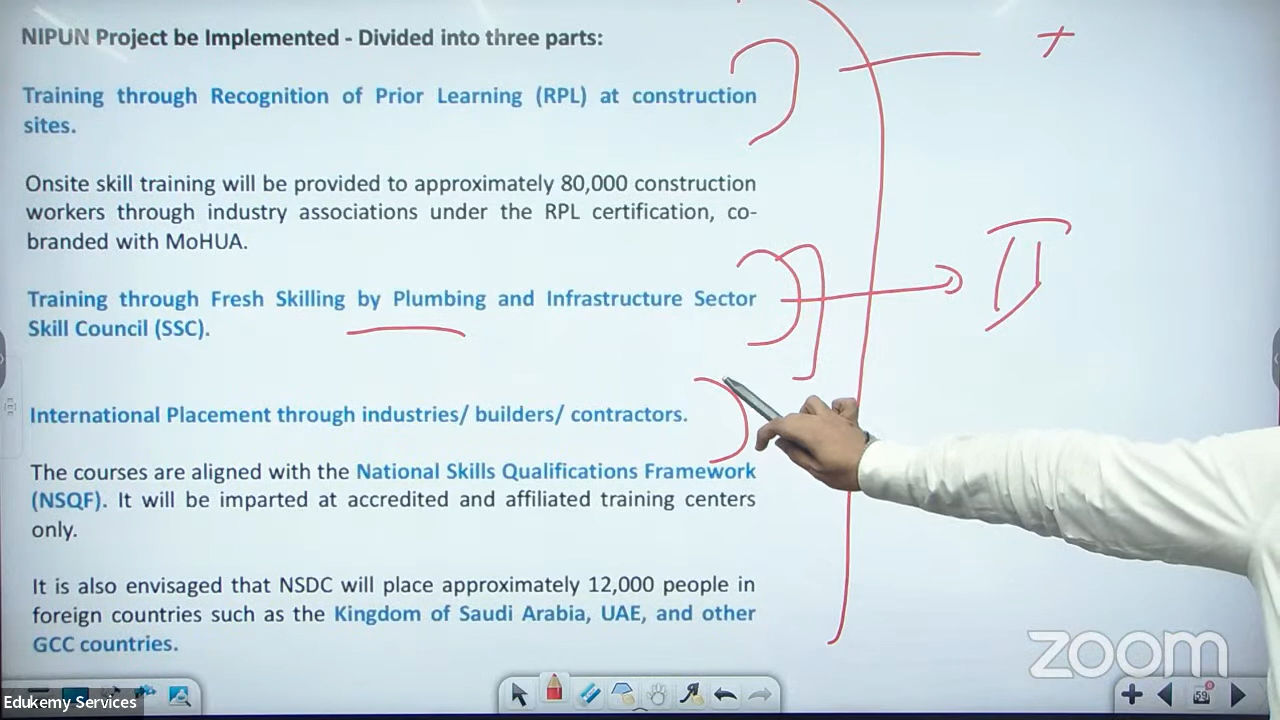 NIPUN Project be Implemented - Divided into three parts:
Training through Recognition of Prior Learning (RPL) at construction
sites.
Onsite skill training will be provided to approximately 80,000 construction
workers through industry associations under the RPL certification, co-
branded with MoHUA.
Training through Fresh Skilling by Plumbing and Infrastructure Sector
Skill Council (SSC).
II
International Placement through industries/ builders/ contractors.
The courses are aligned with the National Skills Qualifications Framework
(NSQF). It will be imparted at accredited and affiliated training centers
only.
It is also envisaged that NSDC will place approximately 12,000 people in
foreign countries such as the Kingdom of Saudi Arabia, UAE, and other
GCC countries.
zoom
Edukemy Services